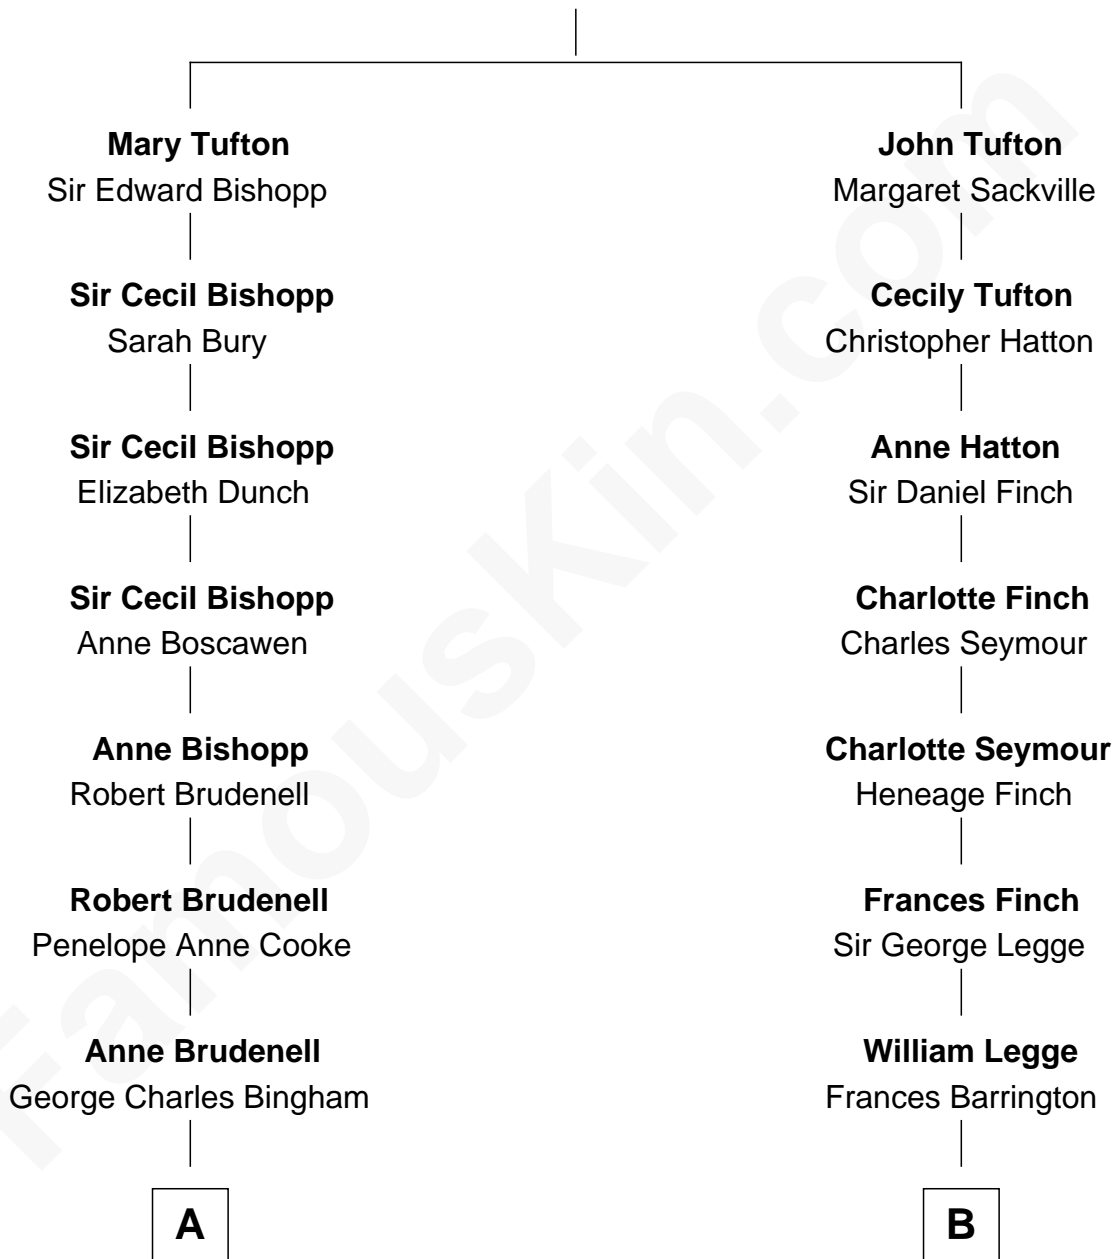 Mary Tufton
Sir Edward Bishopp
Sir Cecil Bishopp
Sarah Bury
Sir Cecil Bishopp
Elizabeth Dunch
Sir Cecil Bishopp
Anne Boscawen
Anne Bishopp
Robert Brudenell
Robert Brudenell
Penelope Anne Cooke
Anne Brudenell
George Charles Bingham
A
John Tufton
Margaret Sackville
Cecily Tufton
Christopher Hatton
Anne Hatton
Sir Daniel Finch
Charlotte Finch
Charles Seymour
Charlotte Seymour
Heneage Finch
Frances Finch
Sir George Legge
William Legge
Frances Barrington
B
FamousKin.com